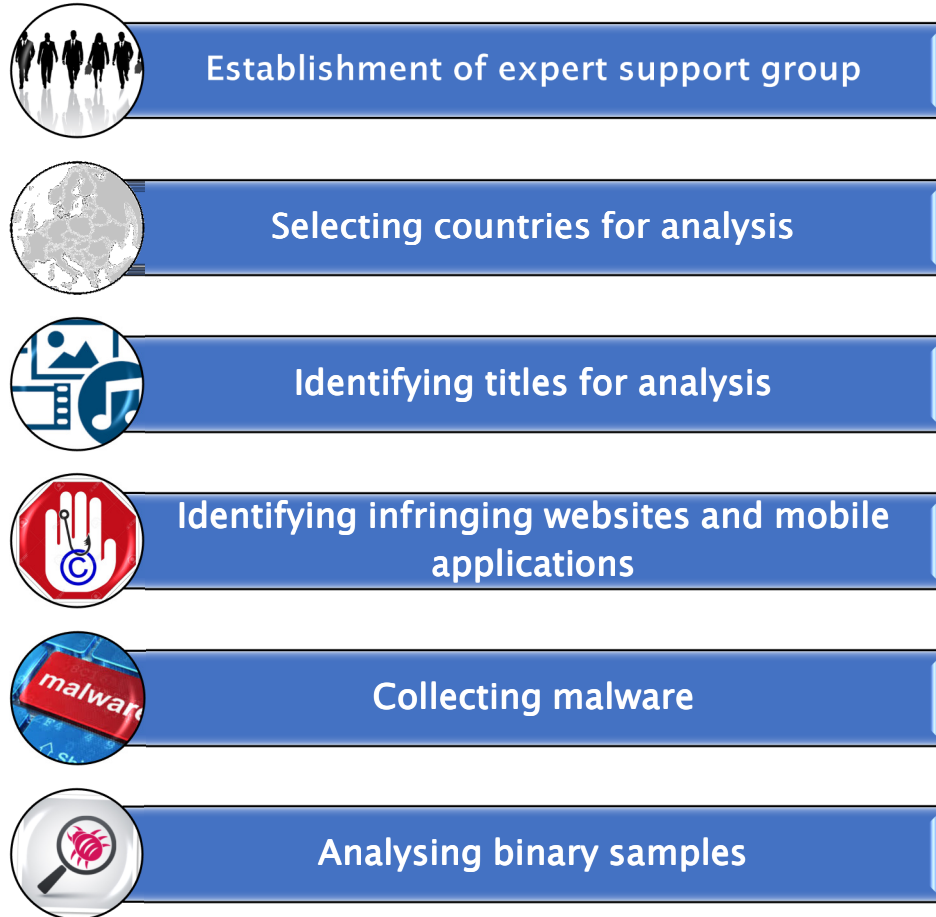 Establishment of expert support group
Selecting countries for analysis
Identifying titles for analysis
Identifying infringing websites and mobile
applications
©
malware
Collecting malware
Analysing binary samples